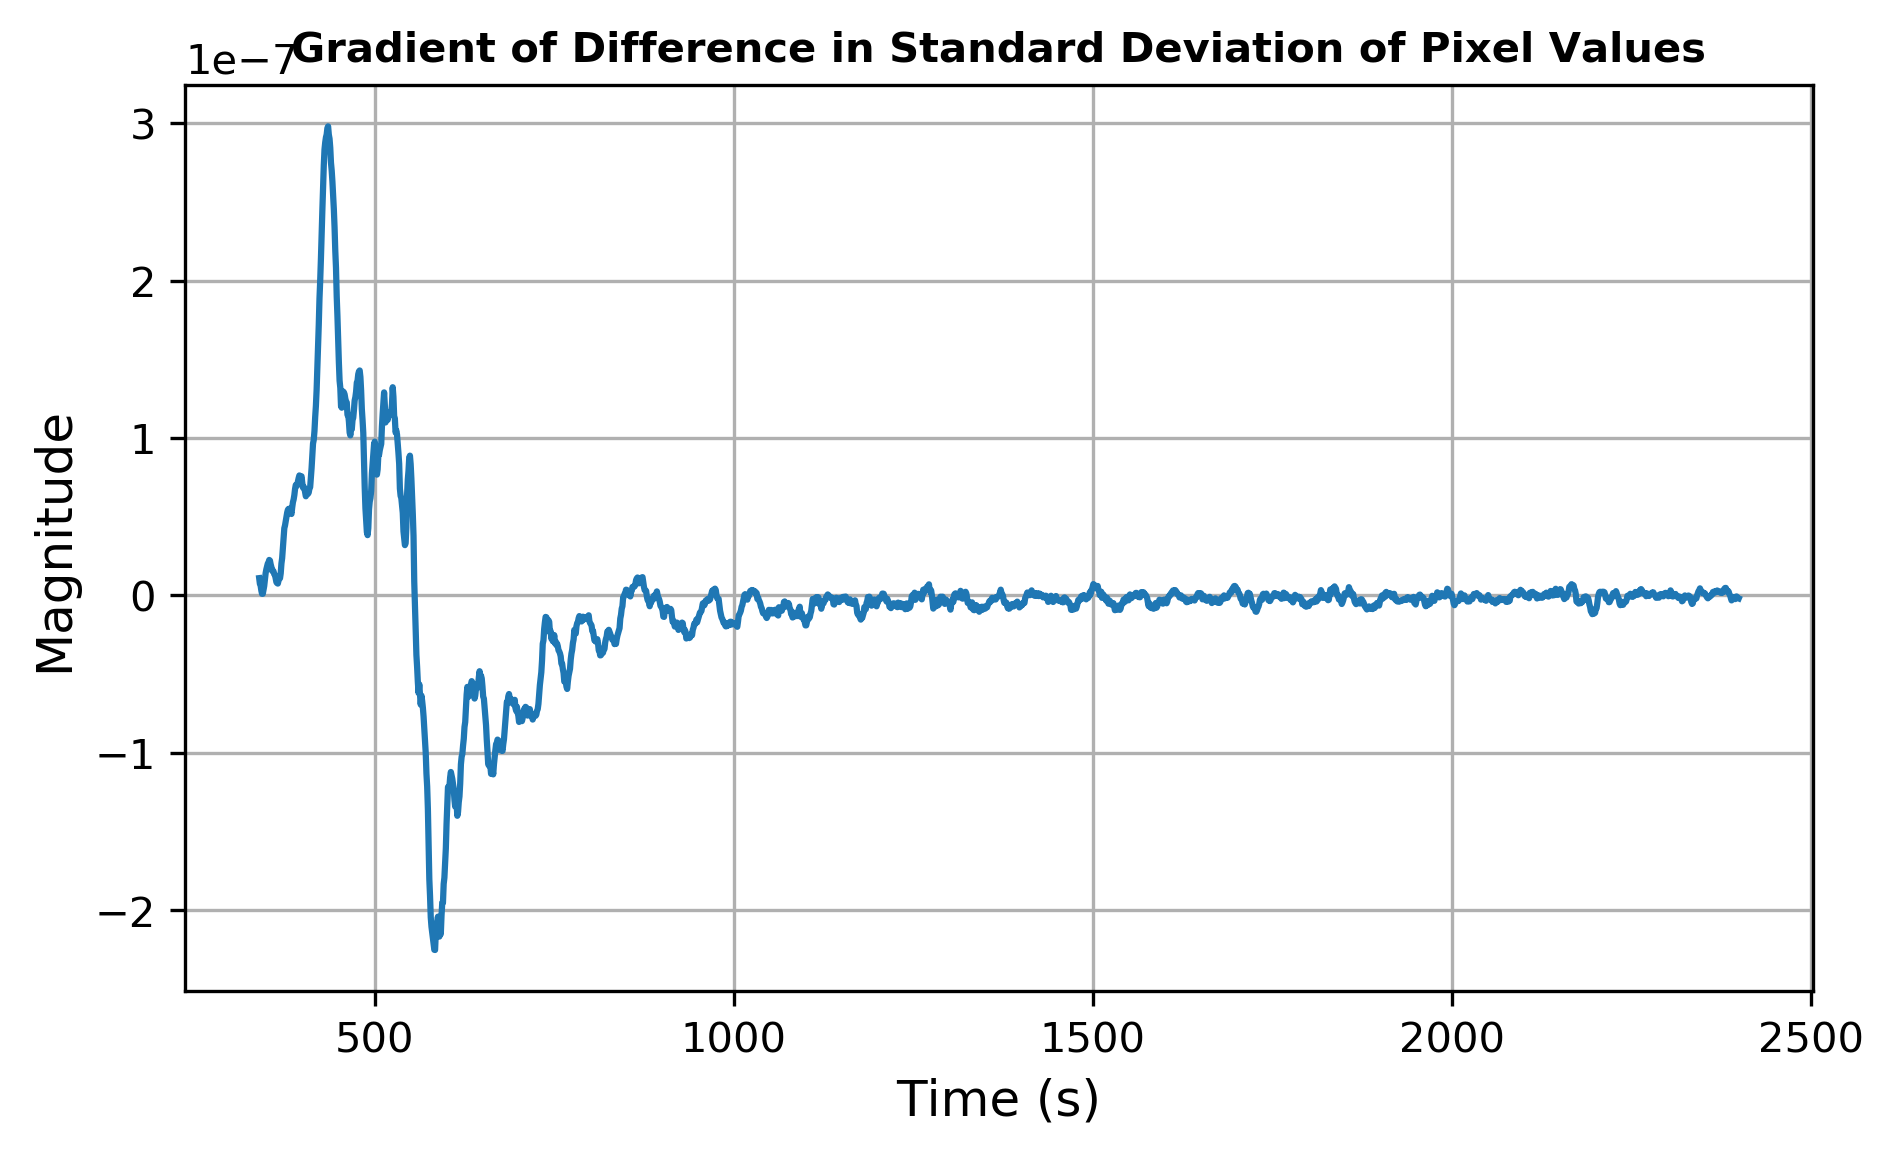 Gradient of Difference in Standard Deviation of Pixel Values
1e−7
3
2
1
0
−1
−2
Magnitude
500 1000 1500 2000 2500
Time (s)